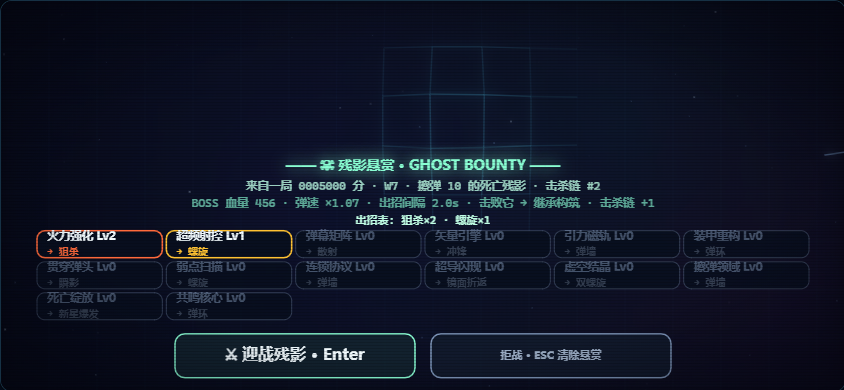 —— 残影悬赏 • GHOST BOUNTY ——
来自一局 0005000 分 · W7 · 擦弹 10 的死亡残影 · 击杀链 #2
BOSS 血量 456 · 弹速 ×1.07 · 出招间隔 2.0s · 击败它 → 继承构筑 · 击杀链 +1
出招表: 狙杀×2 · 螺旋×1
火力强化 Lv2 超频时控 Lv1 弹幕矩阵 Lv0 矢量引擎 Lv0 引力磁轨 Lv0 装甲重构 Lv0
→ 狙杀 → 螺旋 → 散射 → 冲锋 → 弹墙 → 弹环
贯穿弹头 Lv0 弱点扫描 Lv0 连锁协议 Lv0 超导闪现 Lv0 虚空结晶 Lv0 擦弹领域 Lv0
→ 螺旋 → 弹墙 → 镜面折返 → 双螺旋 → 弹墙
死亡绽放 Lv0 共鸣核心 Lv0
→ 新星爆发 → 弹环
⚔ 迎战残影 • Enter
拒战 • ESC 清除悬赏